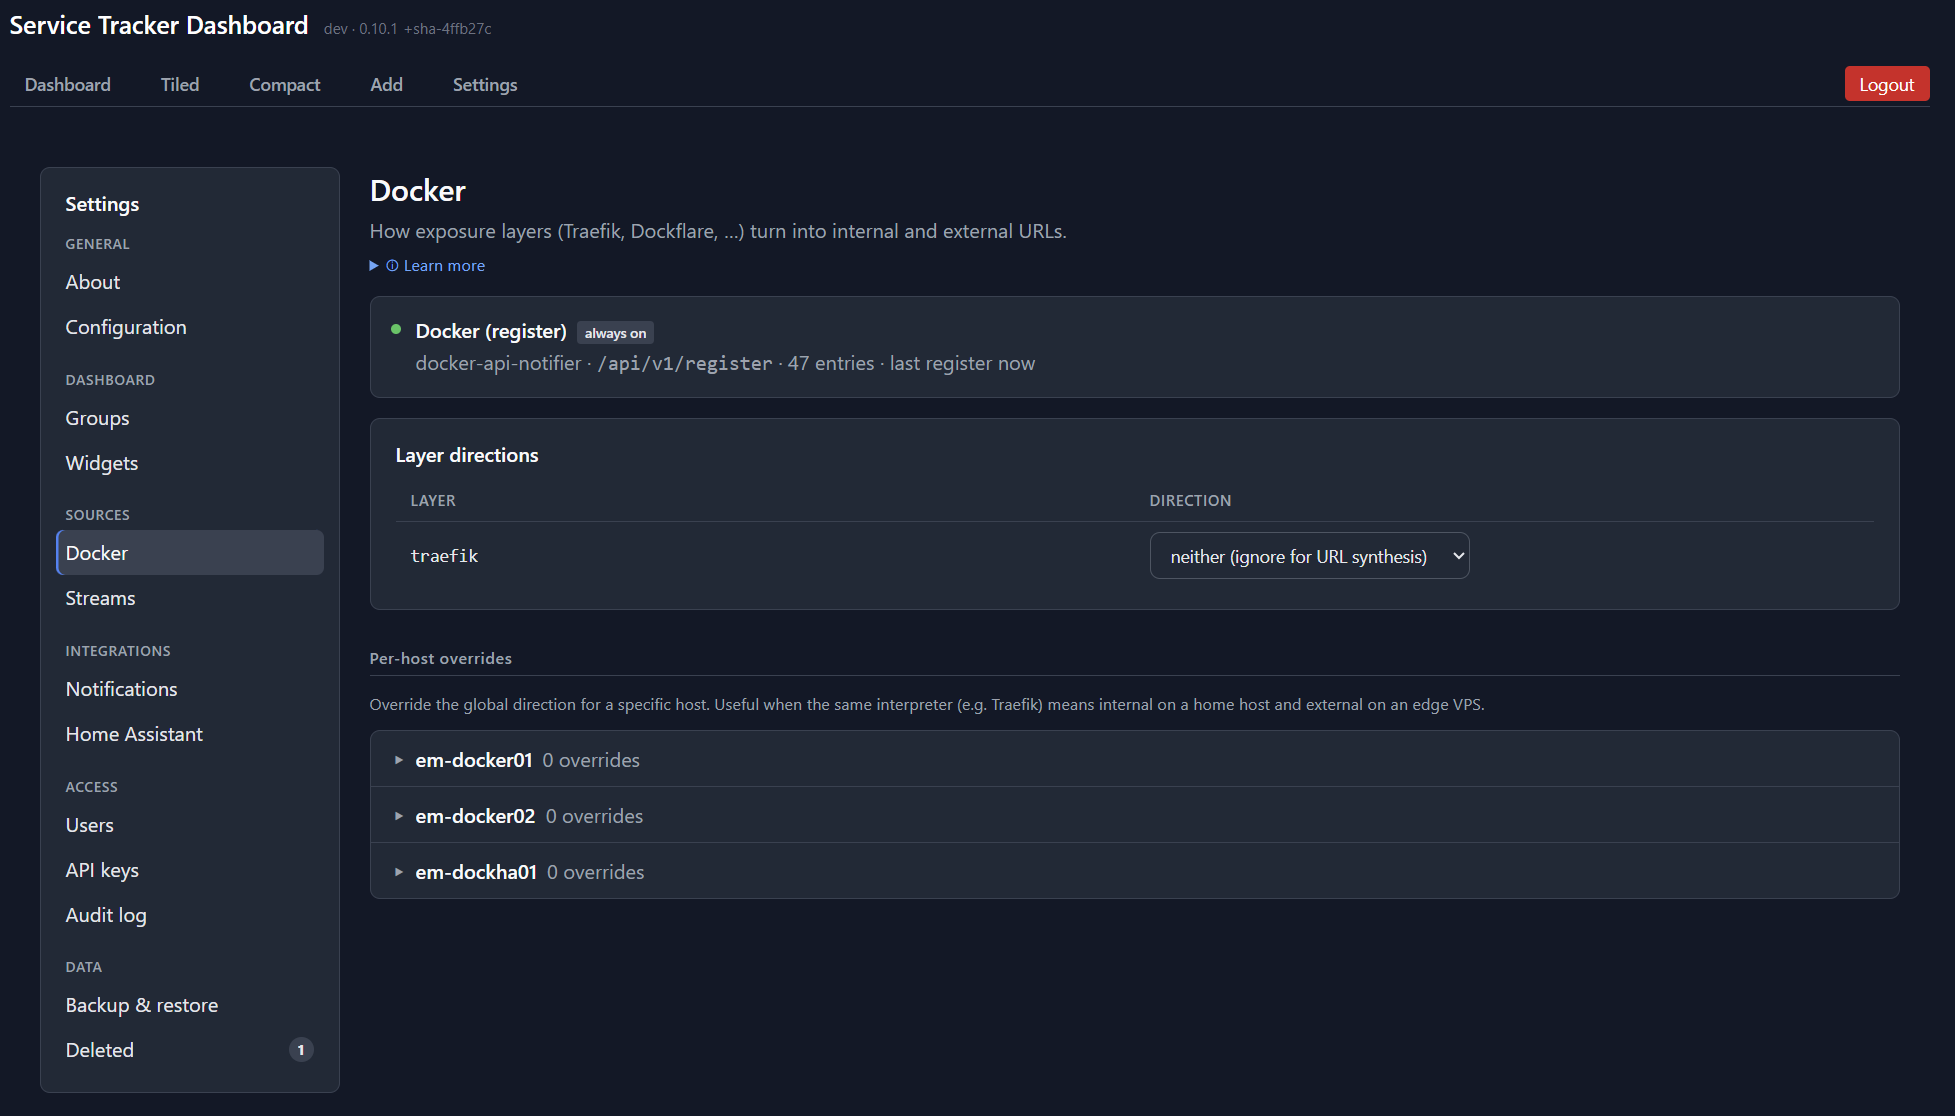 Service Tracker Dashboard dev · 0.10.1 +sha-4ffb27c
Dashboard Tiled Compact Add Settings Logout
Settings
GENERAL
About
Configuration
DASHBOARD
Groups
Widgets
SOURCES
Docker
Streams
INTEGRATIONS
Notifications
Home Assistant
ACCESS
Users
API keys
Audit log
DATA
Backup & restore
Deleted 1
Docker
How exposure layers (Traefik, Dockflare, ...) turn into internal and external URLs.
Learn more
Docker (register) always on
docker-api-notifier · /api/v1/register · 47 entries · last register now
Layer directions
LAYER DIRECTION
traefik neither (ignore for URL synthesis)
Per-host overrides
Override the global direction for a specific host. Useful when the same interpreter (e.g. Traefik) means internal on a home host and external on an edge VPS.
em-docker01 0 overrides
em-docker02 0 overrides
em-dockha01 0 overrides